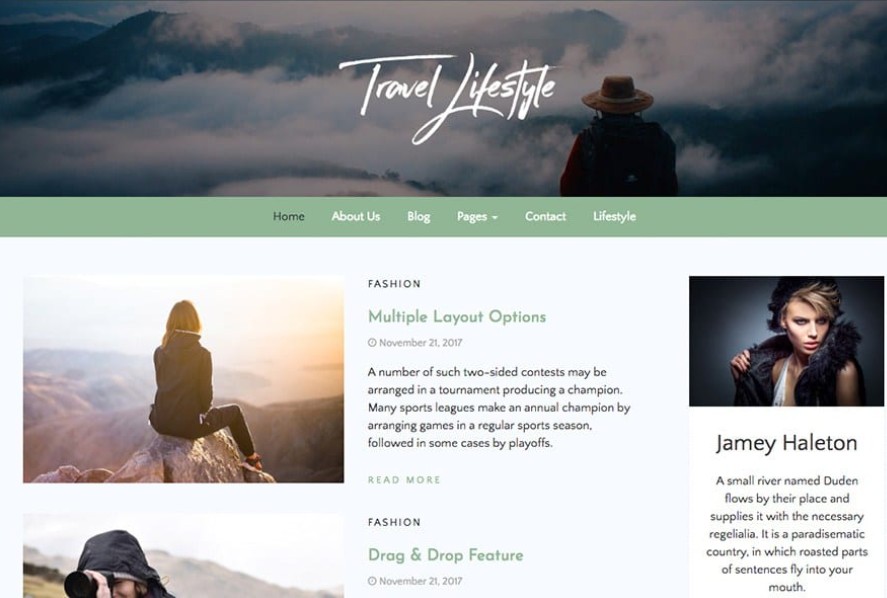 Travel Lifestyle
Home About Us Blog Pages Contact Lifestyle
FASHION
Multiple Layout Options
November 21, 2017
A number of such two-sided contests may be
arranged in a tournament producing a champion.
Many sports leagues make an annual champion by
arranging games in a regular sports season,
followed in some cases by playoffs.
READ MORE
FASHION
Drag & Drop Feature
November 21, 2017
Jamey Haleton
A small river named Duden
flows by their place and
supplies it with the necessary
regelialia. It is a paradisematic
country, in which roasted parts
of sentences fly into your
mouth.